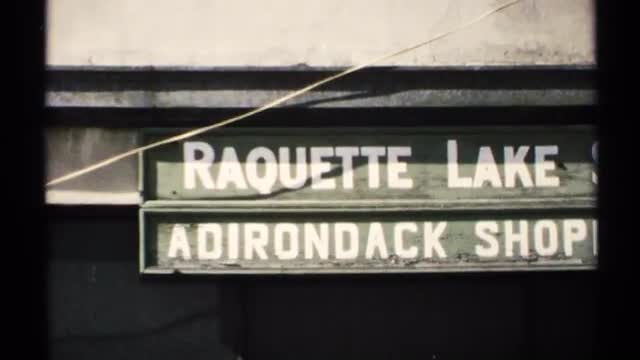 RAQUETTE LAKE S
ADIRONDACK SHOP